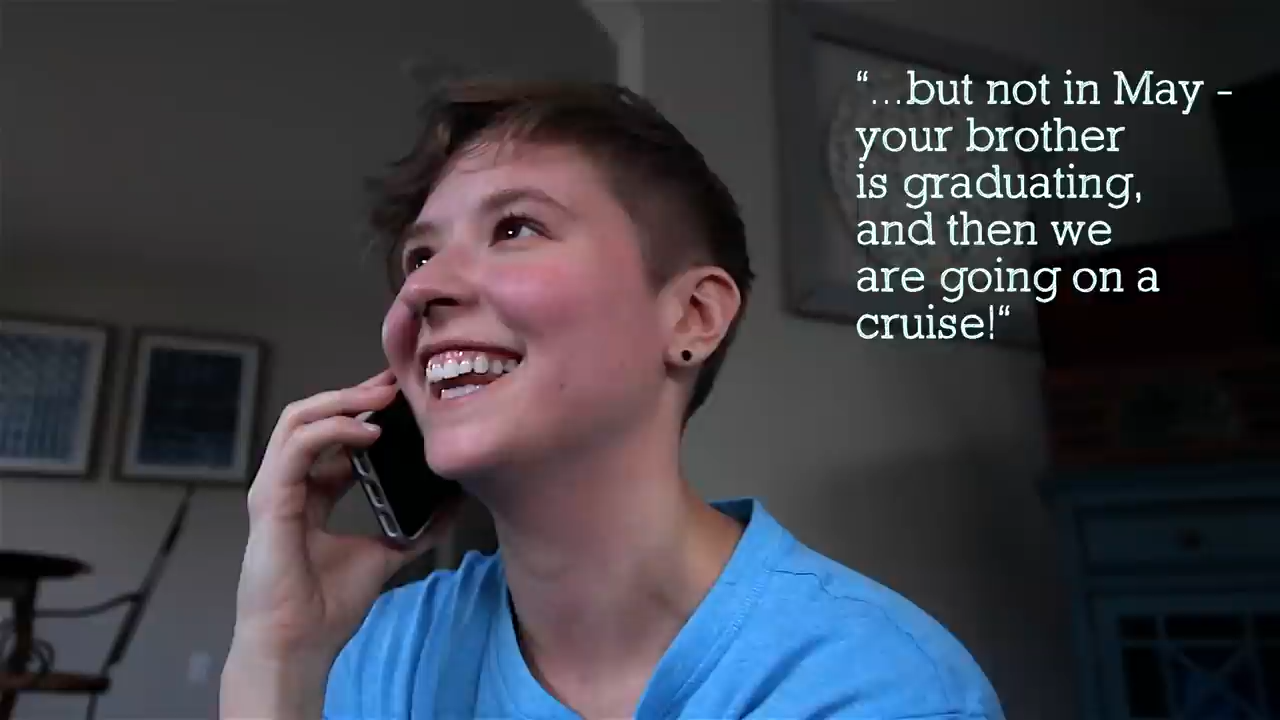 “...but not in May -
your brother
is graduating,
and then we
are going on a
cruise!“